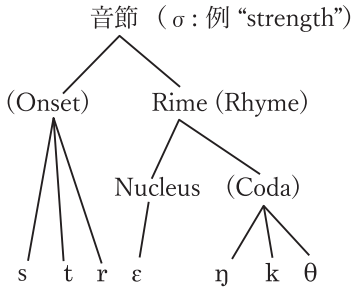 音節 （σ : 例 “strength”）
(Onset) Rime (Rhyme)
Nucleus (Coda)
s t r ε ŋ k θ